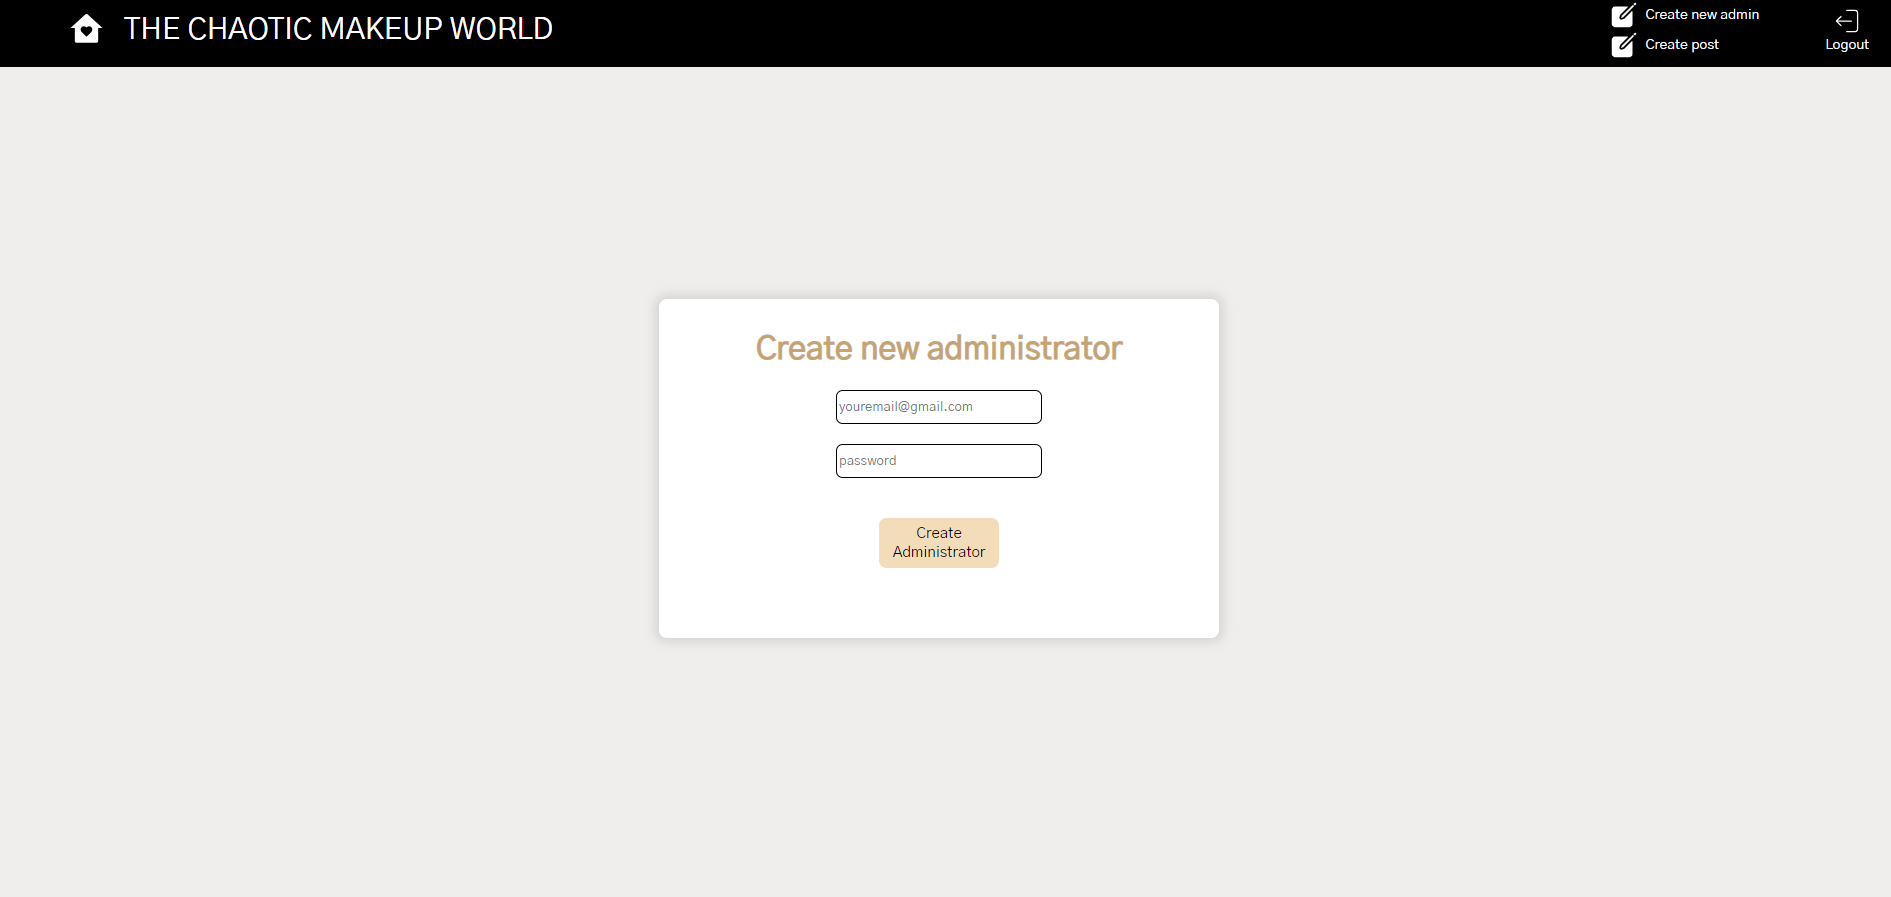 THE CHAOTIC MAKEUP WORLD
Create new admin
Create post
Logout
Create new administrator
youremail@gmail.com
password
Create
Administrator